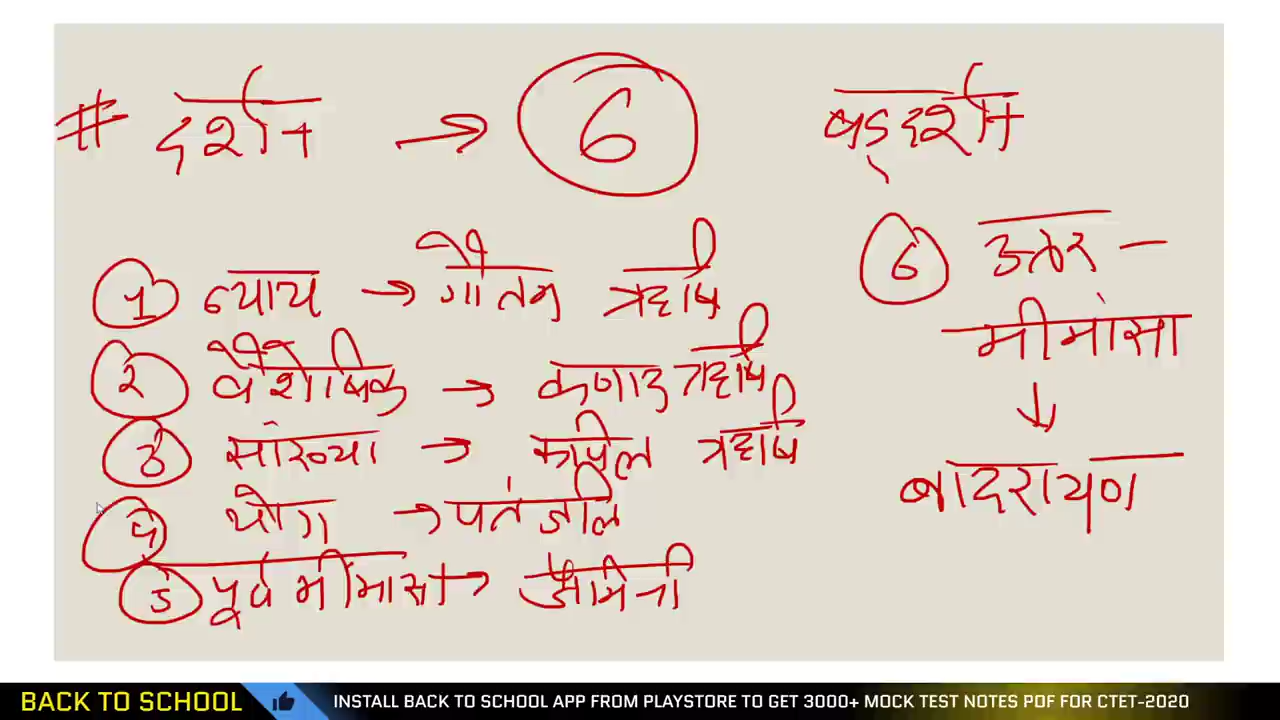 # दर्शन → 6 षड्दर्शन
1 न्याय → गौतम ऋषि
2 वैशेषिक → कणाद ऋषि
3 सांख्या → कपिल ऋषि
4 योग → पतंजलि
5 पूर्व मीमांसा → जैमिनी
6 उत्तर –
मीमांसा
↓
बादरायण
BACK TO SCHOOL INSTALL BACK TO SCHOOL APP FROM PLAYSTORE TO GET 3000+ MOCK TEST NOTES PDF FOR CTET-2020